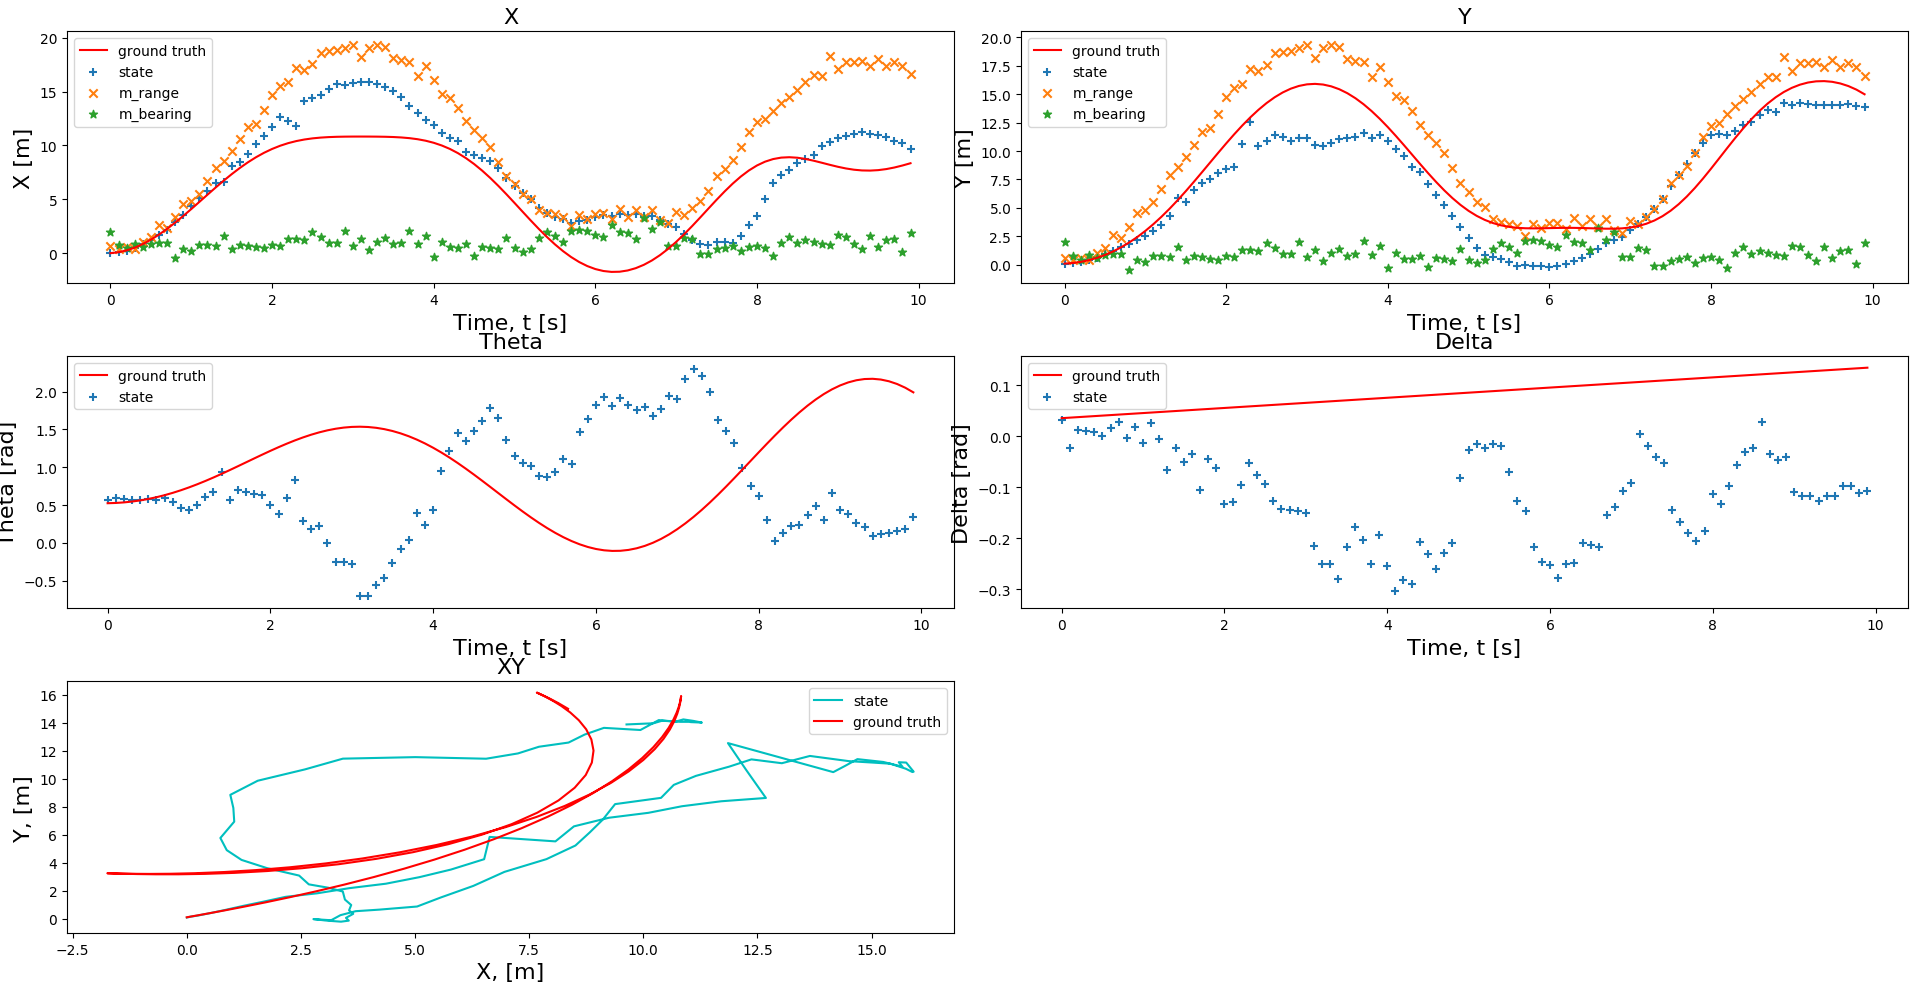 X
X [m]
20
15
10
5
0
ground truth
state
m_range
m_bearing
0 2 4 6 8 10
Time, t [s]
Y
Y [m]
20.0
17.5
15.0
12.5
10.0
7.5
5.0
2.5
0.0
ground truth
state
m_range
m_bearing
0 2 4 6 8 10
Time, t [s]
Theta
Theta [rad]
2.0
1.5
1.0
0.5
0.0
−0.5
ground truth
state
0 2 4 6 8 10
Time, t [s]
Delta
Delta [rad]
0.1
0.0
−0.1
−0.2
−0.3
ground truth
state
0 2 4 6 8 10
Time, t [s]
XY
Y, [m]
16
14
12
10
8
6
4
2
0
state
ground truth
−2.5 0.0 2.5 5.0 7.5 10.0 12.5 15.0
X, [m]